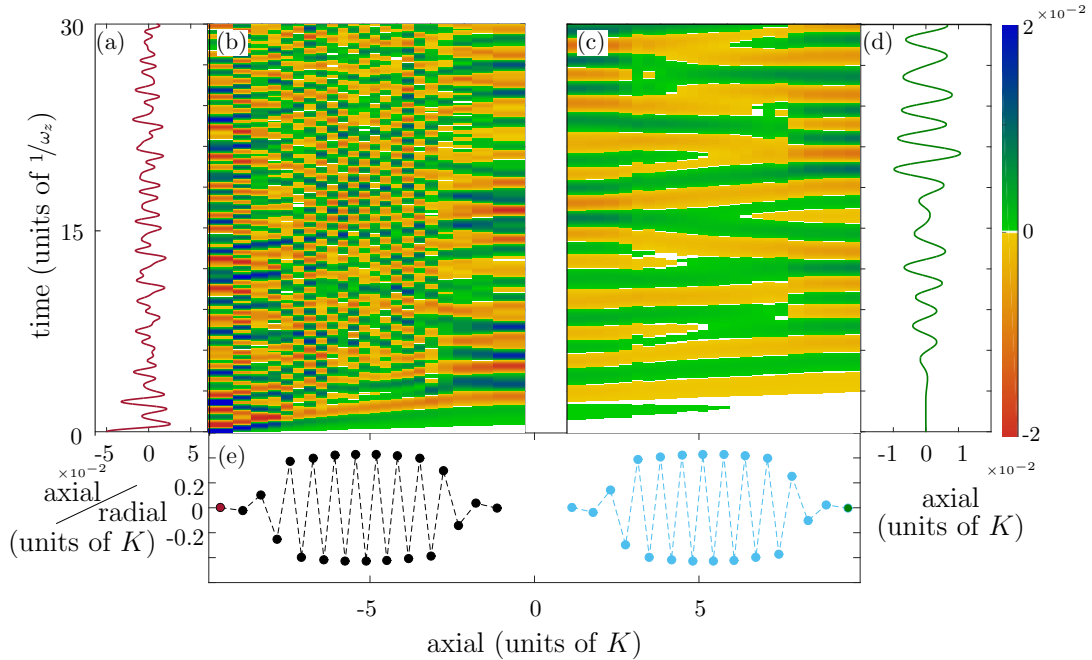 30
(a)
(b)
(c)
(d)
2
×10⁻²
time (units of 1/ω_z)
15
0
0
-2
-5
0
5
×10⁻²
-1
0
1
×10⁻²
(e)
axial
radial
(units of K)
0.2
0
-0.2
axial
(units of K)
-5
0
5
axial (units of K)